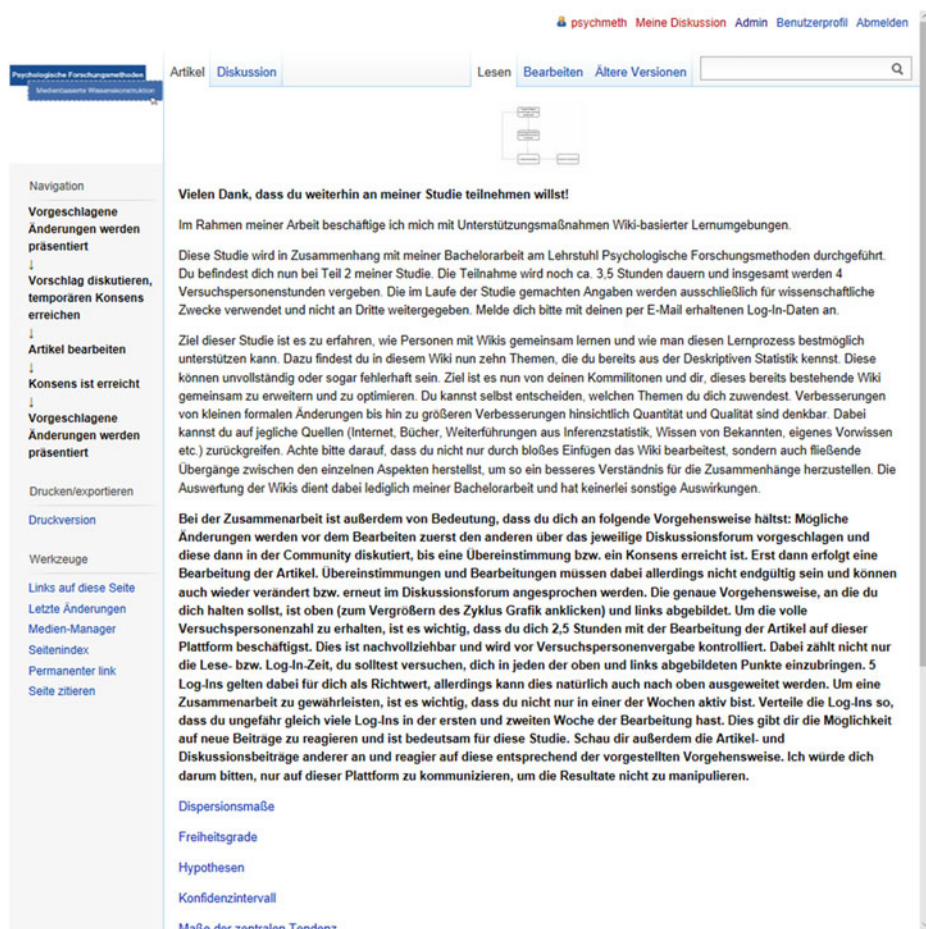 psychmeth Meine Diskussion Admin Benutzerprofil Abmelden
Psychologische Forschungsmethoden
Medienbasierte Wissenskonstruktion
Artikel Diskussion Lesen Bearbeiten Ältere Versionen
Navigation
Vorgeschlagene
Änderungen werden
präsentiert
↓
Vorschlag diskutieren,
temporären Konsens
erreichen
↓
Artikel bearbeiten
↓
Konsens ist erreicht
↓
Vorgeschlagene
Änderungen werden
präsentiert
Drucken/exportieren
Druckversion
Werkzeuge
Links auf diese Seite
Letzte Änderungen
Medien-Manager
Seitenindex
Permanenter link
Seite zitieren
Vielen Dank, dass du weiterhin an meiner Studie teilnehmen willst!
Im Rahmen meiner Arbeit beschäftige ich mich mit Unterstützungsmaßnahmen Wiki-basierter Lernumgebungen.
Diese Studie wird in Zusammenhang mit meiner Bachelorarbeit am Lehrstuhl Psychologische Forschungsmethoden durchgeführt.
Du befindest dich nun bei Teil 2 meiner Studie. Die Teilnahme wird noch ca. 3,5 Stunden dauern und insgesamt werden 4
Versuchspersonenstunden vergeben. Die im Laufe der Studie gemachten Angaben werden ausschließlich für wissenschaftliche
Zwecke verwendet und nicht an Dritte weitergegeben. Melde dich bitte mit deinen per E-Mail erhaltenen Log-In-Daten an.
Ziel dieser Studie ist es zu erfahren, wie Personen mit Wikis gemeinsam lernen und wie man diesen Lernprozess bestmöglich
unterstützen kann. Dazu findest du in diesem Wiki nun zehn Themen, die du bereits aus der Deskriptiven Statistik kennst. Diese
können unvollständig oder sogar fehlerhaft sein. Ziel ist es nun von deinen Kommilitonen und dir, dieses bereits bestehende Wiki
gemeinsam zu erweitern und zu optimieren. Du kannst selbst entscheiden, welchen Themen du dich zuwendest. Verbesserungen
von kleinen formalen Änderungen bis hin zu größeren Verbesserungen hinsichtlich Quantität und Qualität sind denkbar. Dabei
kannst du auf jegliche Quellen (Internet, Bücher, Weiterführungen aus Inferenzstatistik, Wissen von Bekannten, eigenes Vorwissen
etc.) zurückgreifen. Achte bitte darauf, dass du nicht nur durch bloßes Einfügen das Wiki bearbeitest, sondern auch fließende
Übergänge zwischen den einzelnen Aspekten herstellst, um so ein besseres Verständnis für die Zusammenhänge herzustellen. Die
Auswertung der Wikis dient dabei lediglich meiner Bachelorarbeit und hat keinerlei sonstige Auswirkungen.
Bei der Zusammenarbeit ist außerdem von Bedeutung, dass du dich an folgende Vorgehensweise hältst: Mögliche
Änderungen werden vor dem Bearbeiten zuerst den anderen über das jeweilige Diskussionsforum vorgeschlagen und
diese dann in der Community diskutiert, bis eine Übereinstimmung bzw. ein Konsens erreicht ist. Erst dann erfolgt eine
Bearbeitung der Artikel. Übereinstimmungen und Bearbeitungen müssen dabei allerdings nicht endgültig sein und können
auch wieder verändert bzw. erneut im Diskussionsforum angesprochen werden. Die genaue Vorgehensweise, an die du
dich halten sollst, ist oben (zum Vergrößern des Zyklus Grafik anklicken) und links abgebildet. Um die volle
Versuchspersonenzahl zu erhalten, ist es wichtig, dass du dich 2,5 Stunden mit der Bearbeitung der Artikel auf dieser
Plattform beschäftigst. Dies ist nachvollziehbar und wird vor Versuchspersonenvergabe kontrolliert. Dabei zählt nicht nur
die Lese- bzw. Log-In-Zeit, du solltest versuchen, dich in jeden der oben und links abgebildeten Punkte einzubringen. 5
Log-Ins gelten dabei für dich als Richtwert, allerdings kann dies natürlich auch nach oben ausgeweitet werden. Um eine
Zusammenarbeit zu gewährleisten, ist es wichtig, dass du nicht nur in einer der Wochen aktiv bist. Verteile die Log-Ins so,
dass du ungefähr gleich viele Log-Ins in der ersten und zweiten Woche der Bearbeitung hast. Dies gibt dir die Möglichkeit
auf neue Beiträge zu reagieren und ist bedeutsam für diese Studie. Schau dir außerdem die Artikel- und
Diskussionsbeiträge anderer an und reagier auf diese entsprechend der vorgestellten Vorgehensweise. Ich würde dich
darum bitten, nur auf dieser Plattform zu kommunizieren, um die Resultate nicht zu manipulieren.
Dispersionsmaße
Freiheitsgrade
Hypothesen
Konfidenzintervall
Maße der zentralen Tendenz